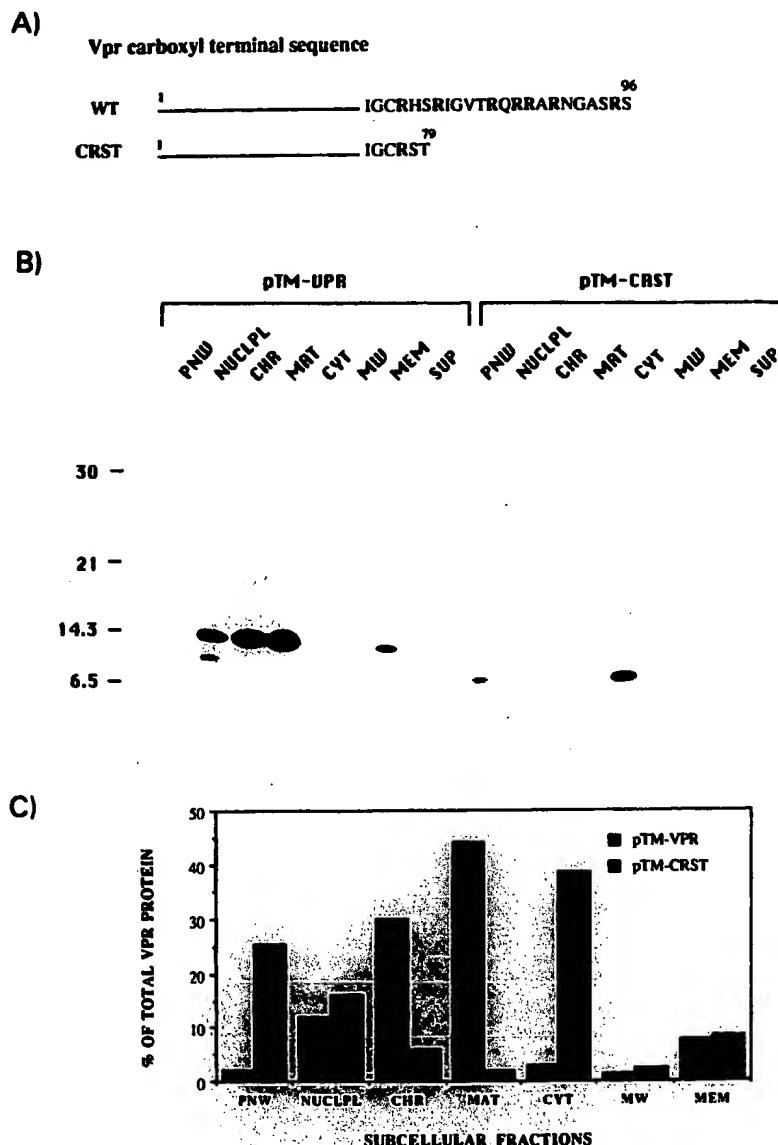 A)
Vpr carboxyl terminal sequence
WT 1 IGCRHSRIGVTRQRRARNGASRS 96
CRST 1 IGCRST 79
B)
pTM-UPR pTM-CRST
PNW NUCLPL CHR MAT CYT MW MEM SUP PNW NUCLPL CHR MAT CYT MW MEM SUP
30 –
21 –
14.3 –
6.5 –
C)
50
40
30
20
10
0
% OF TOTAL VPR PROTEIN
pTM-VPR
pTM-CRST
PNW NUCLPL CHR MAT CYT MW MEM
SUBCELLULAR FRACTIONS